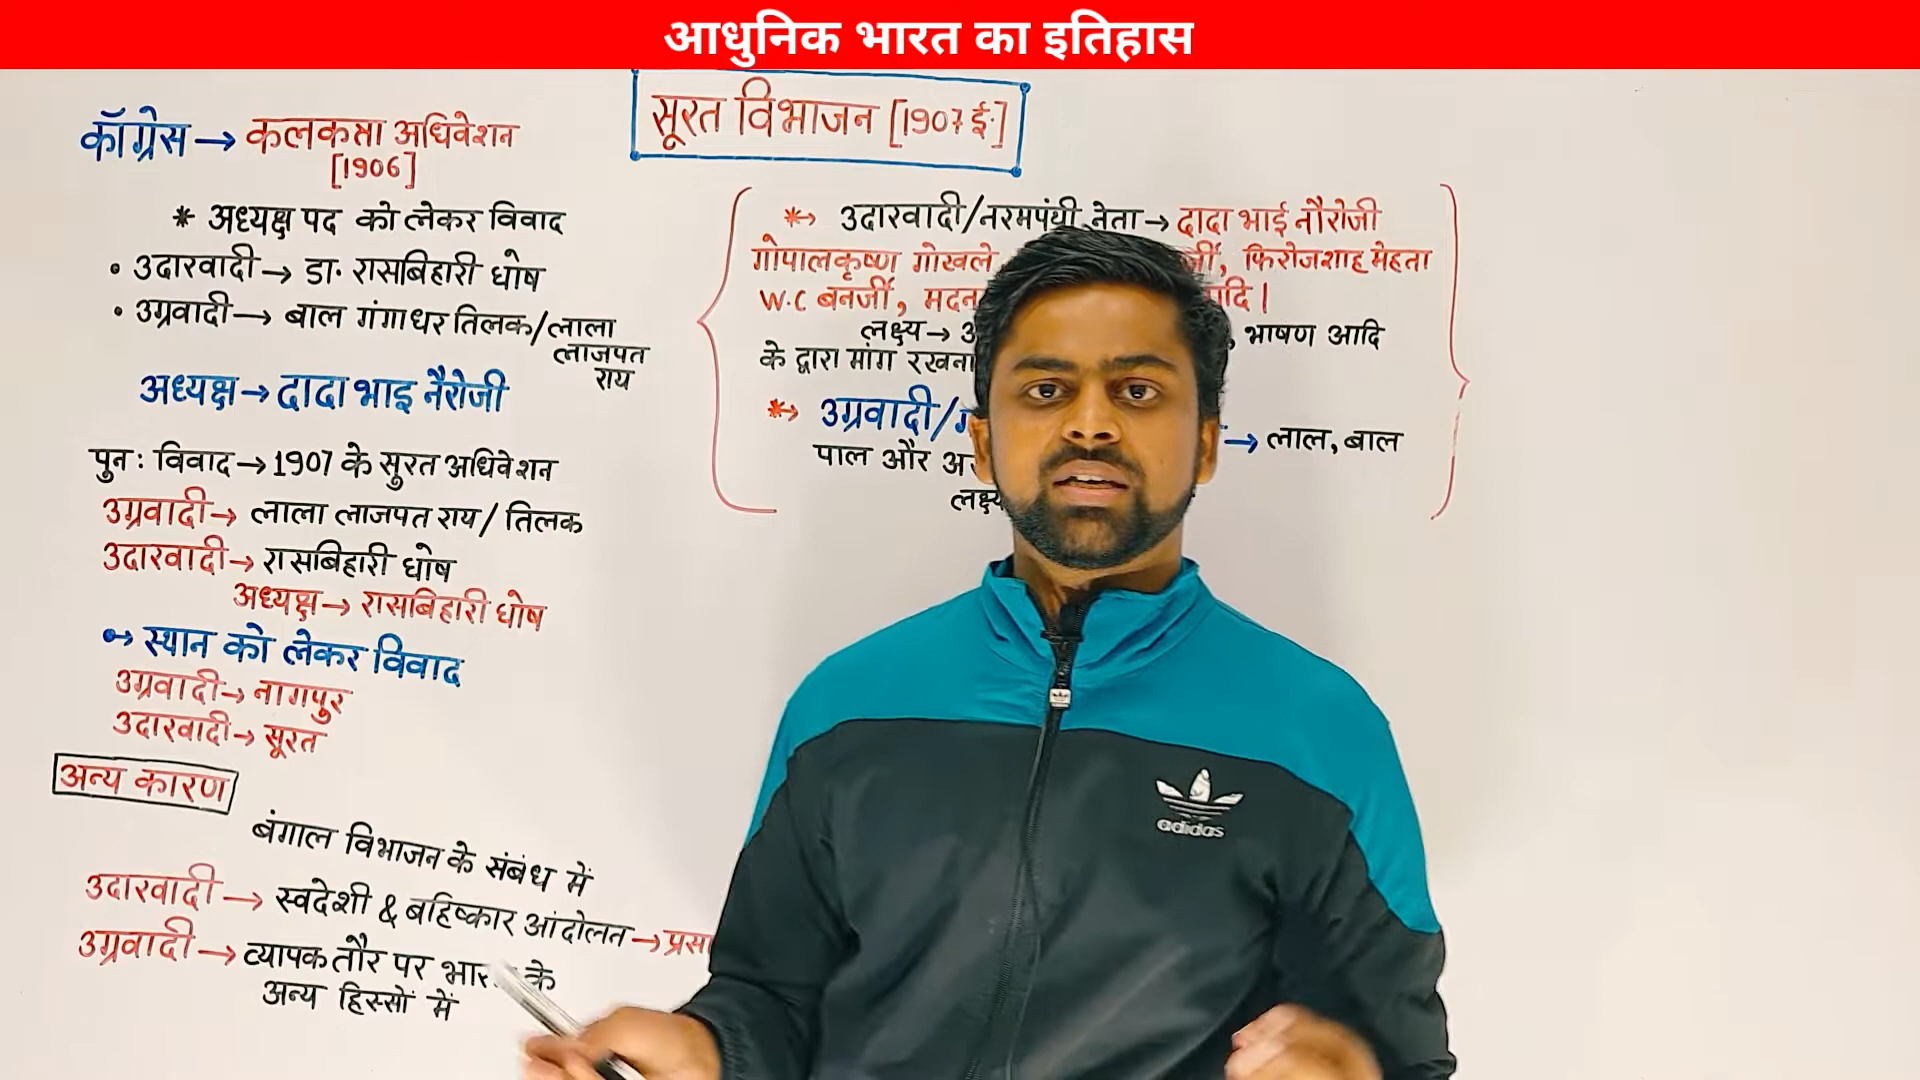 आधुनिक भारत का इतिहास
सूरत विभाजन [1907 ई.]
कॉग्रेस → कलकत्ता अधिवेशन
[1906]
* अध्यक्ष पद को लेकर विवाद
• उदारवादी → डा. रासबिहारी घोष
• उग्रवादी → बाल गंगाधर तिलक/लाला
लाजपत
राय
अध्यक्ष → दादा भाइ नैरोजी
पुन: विवाद → 1907 के सुरत अधिवेशन
उग्रवादी → लाला लाजपत राय/ तिलक
उदारवादी → रासबिहारी घोष
अध्यक्ष → रासबिहारी घोष
→ स्थान को लेकर विवाद
उग्रवादी → नागपुर
उदारवादी → सूरत
अन्य कारण
बंगाल विभाजन के संबंध में
उदारवादी → स्वदेशी & बहिष्कार आंदोलत →
उग्रवादी → व्यापक तौर पर के
अन्य हिस्सों में
*→ उदारवादी/नरमपंथी नेता → दादा भाई नौरोजी
गोपालकृष्ण गोखले फिरोजशाह मेहता
W.C बनर्जी,
लक्ष्य → भाषण आदि
के द्वारा मांग रखना
*→ उग्रवादी/ → लाल, बाल
पाल और
adidas